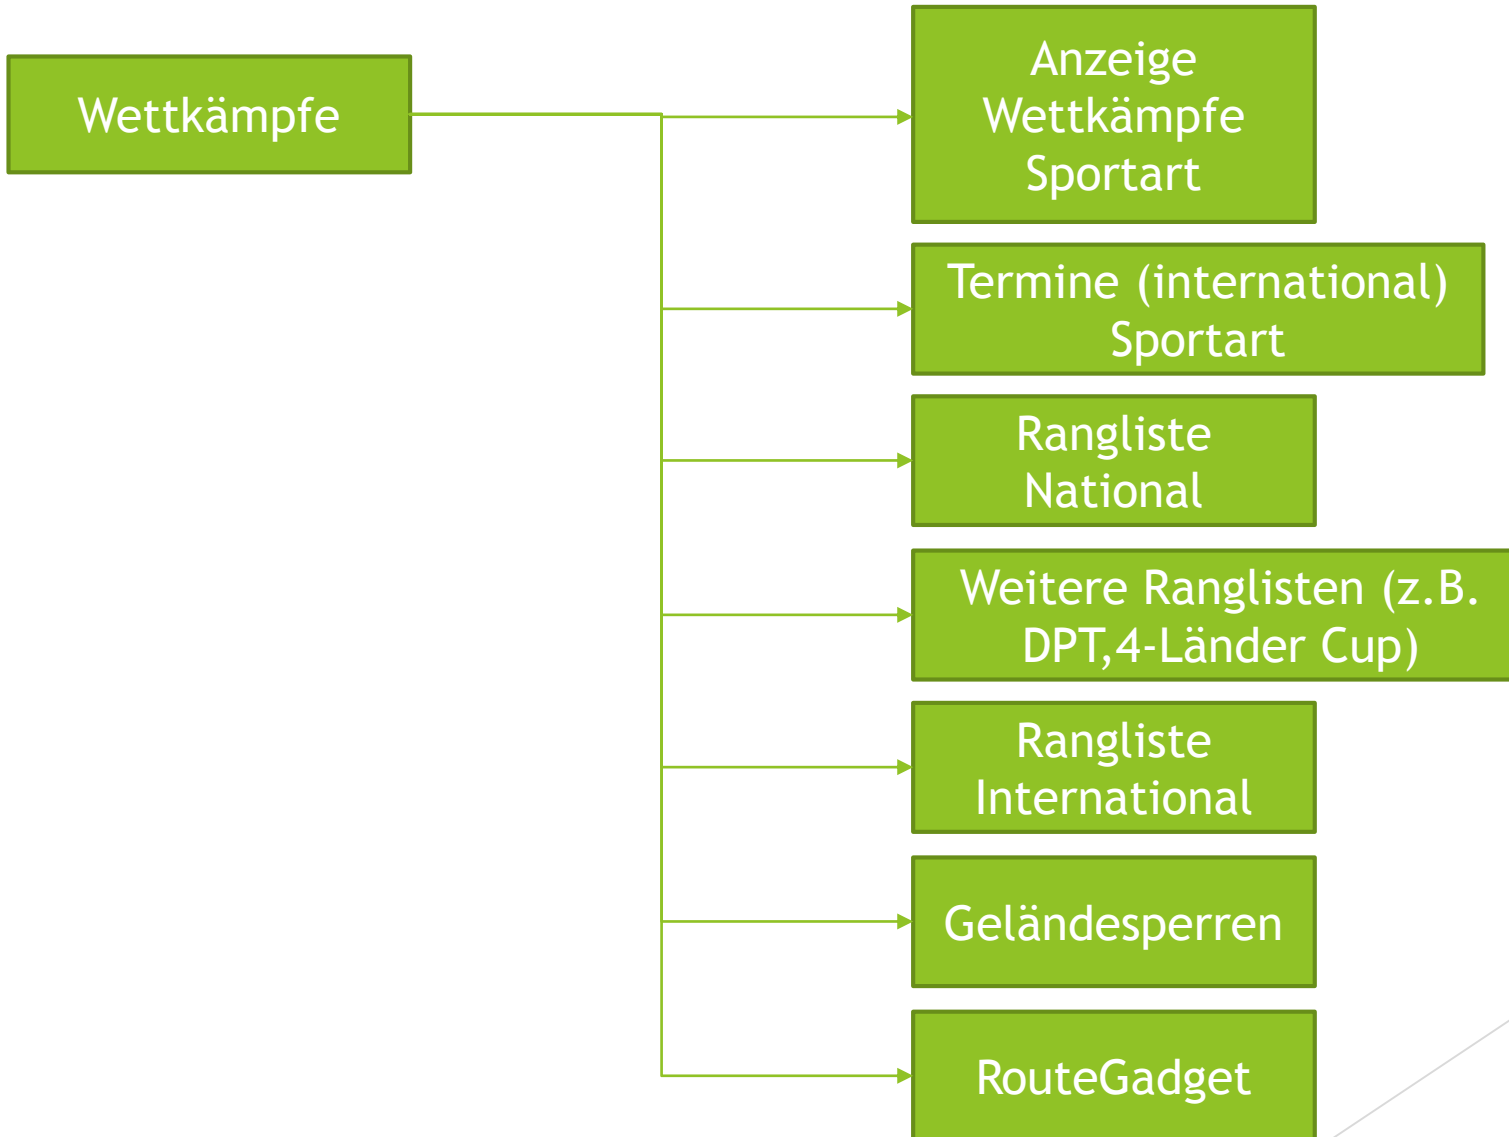 Wettkämpfe
Anzeige
Wettkämpfe
Sportart
Termine (international)
Sportart
Rangliste
National
Weitere Ranglisten (z.B.
DPT,4-Länder Cup)
Rangliste
International
Geländesperren
RouteGadget